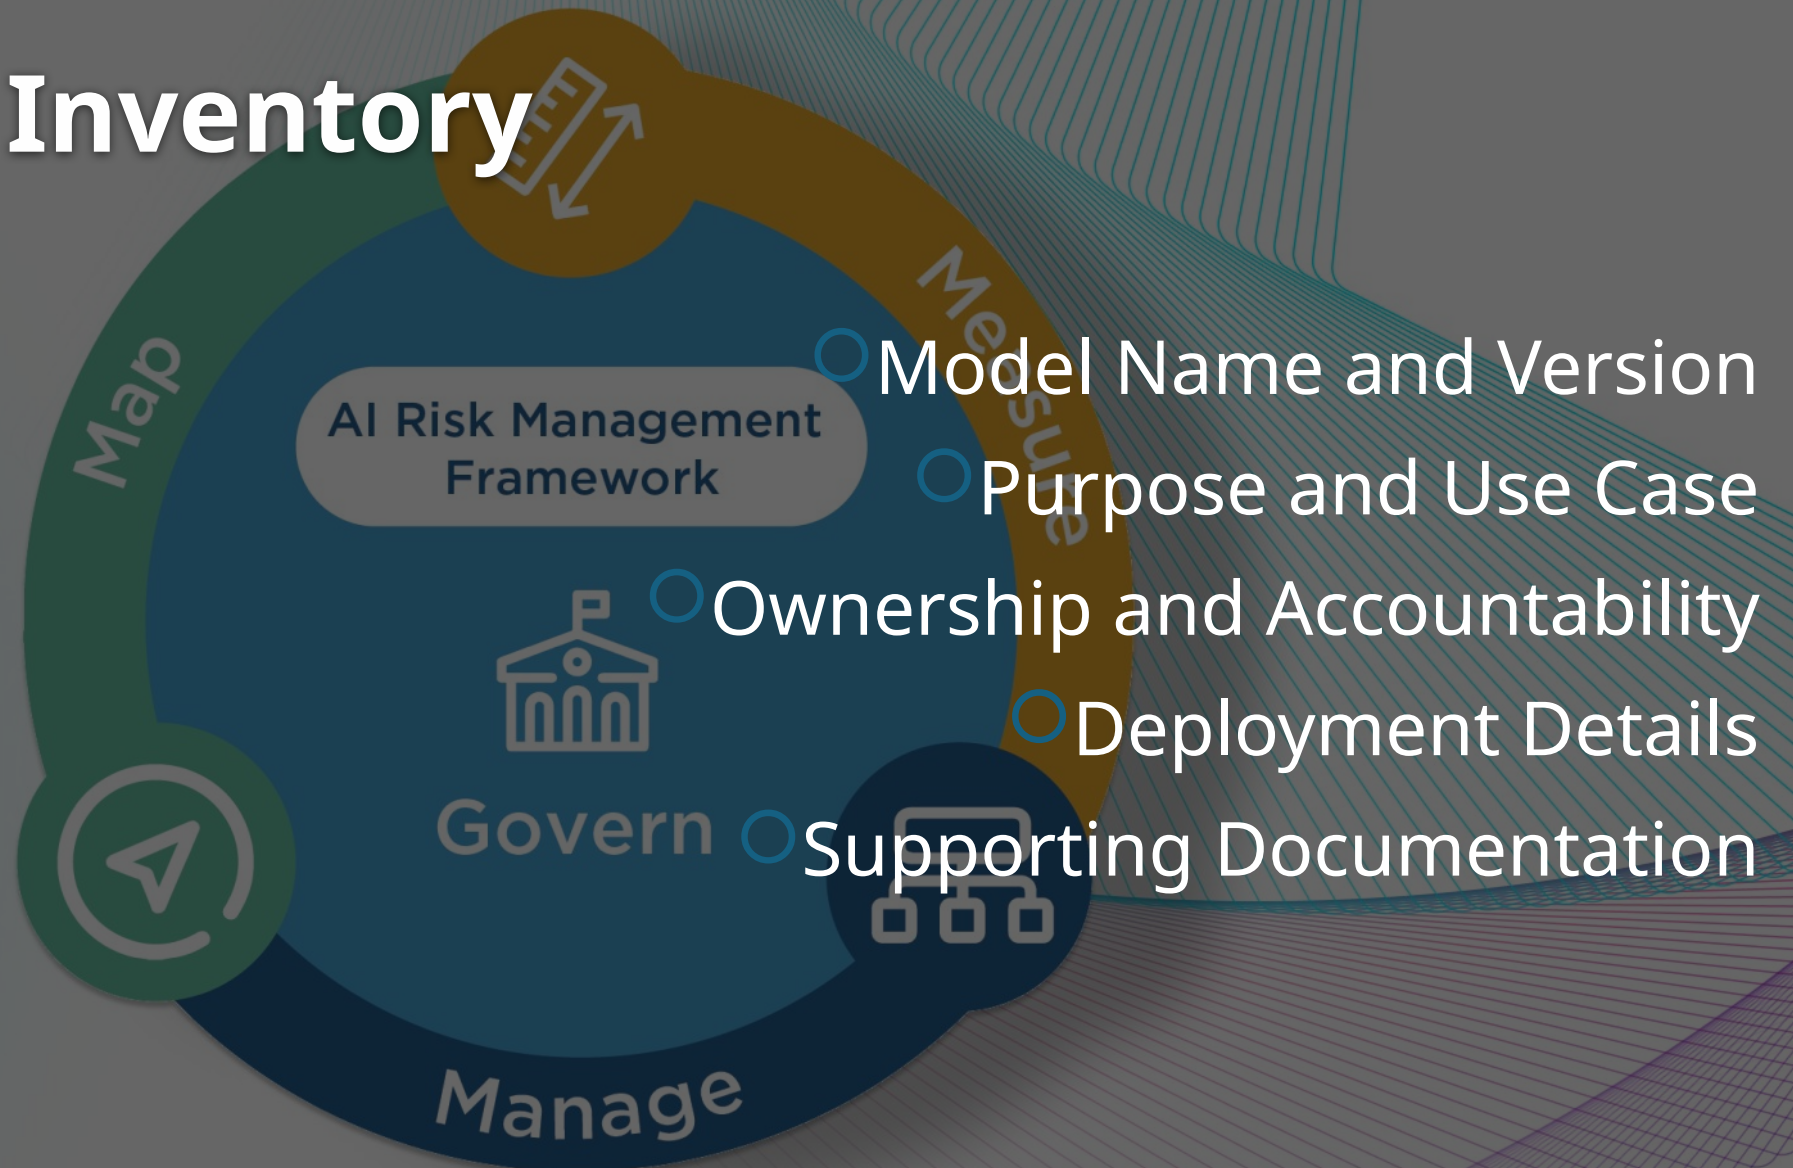 Inventory
Map
Measure
AI Risk Management
Framework
Govern
Manage
Model Name and Version
Purpose and Use Case
Ownership and Accountability
Deployment Details
Supporting Documentation